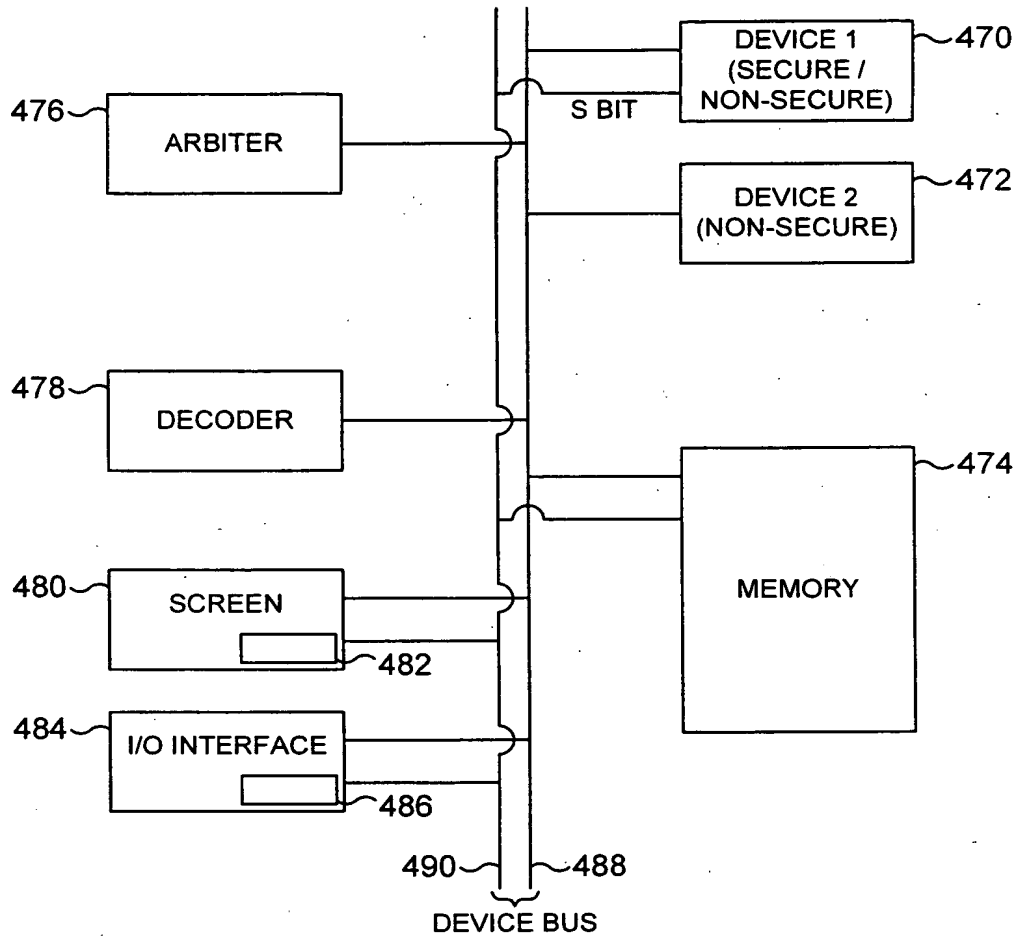 476
ARBITER
DEVICE 1
(SECURE /
NON-SECURE)
470
S BIT
DEVICE 2
(NON-SECURE)
472
478
DECODER
474
MEMORY
480
SCREEN
482
484
I/O INTERFACE
486
490
488
DEVICE BUS